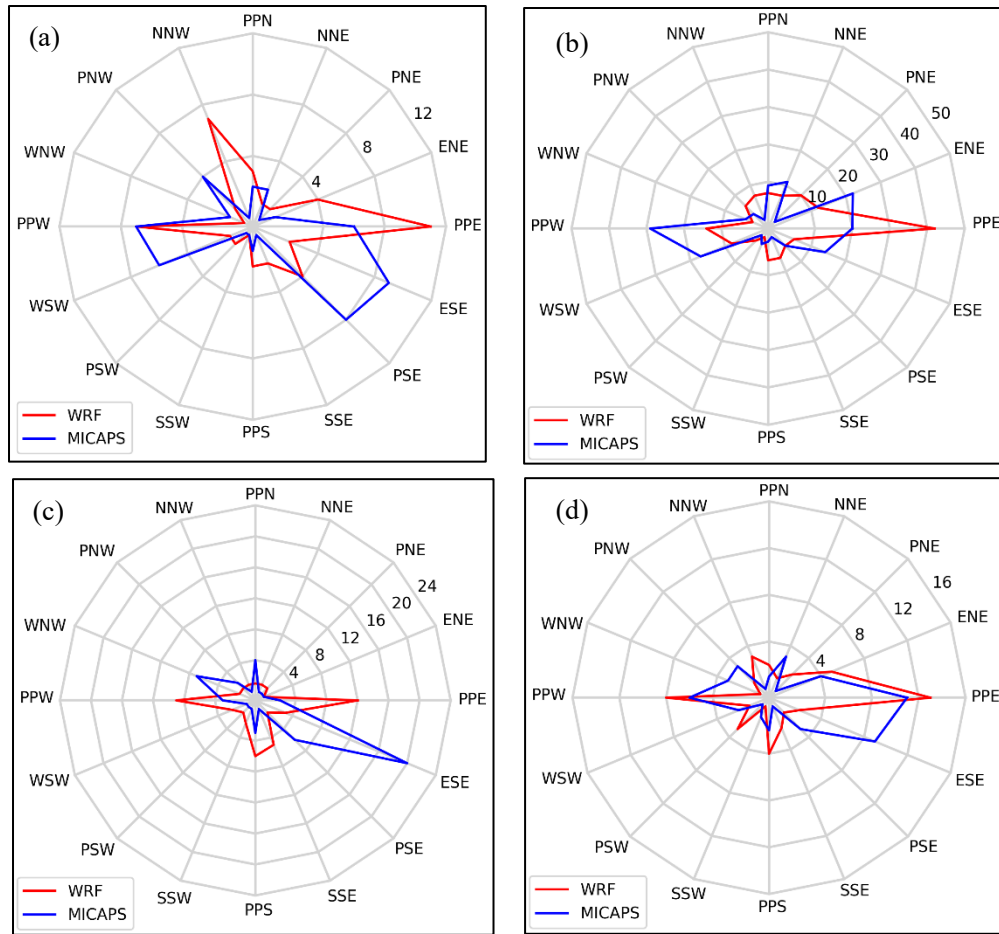 (a)
PPN
NNE
PNE
ENE
PPE
ESE
PSE
SSE
PPS
SSW
PSW
WSW
PPW
WNW
PNW
NNW
4
8
12
WRF
MICAPS
(b)
PPN
NNE
PNE
ENE
PPE
ESE
PSE
SSE
PPS
SSW
PSW
WSW
PPW
WNW
PNW
NNW
10
20
30
40
50
WRF
MICAPS
(c)
PPN
NNE
PNE
ENE
PPE
ESE
PSE
SSE
PPS
SSW
PSW
WSW
PPW
WNW
PNW
NNW
4
8
12
16
20
24
WRF
MICAPS
(d)
PPN
NNE
PNE
ENE
PPE
ESE
PSE
SSE
PPS
SSW
PSW
WSW
PPW
WNW
PNW
NNW
4
8
12
16
WRF
MICAPS